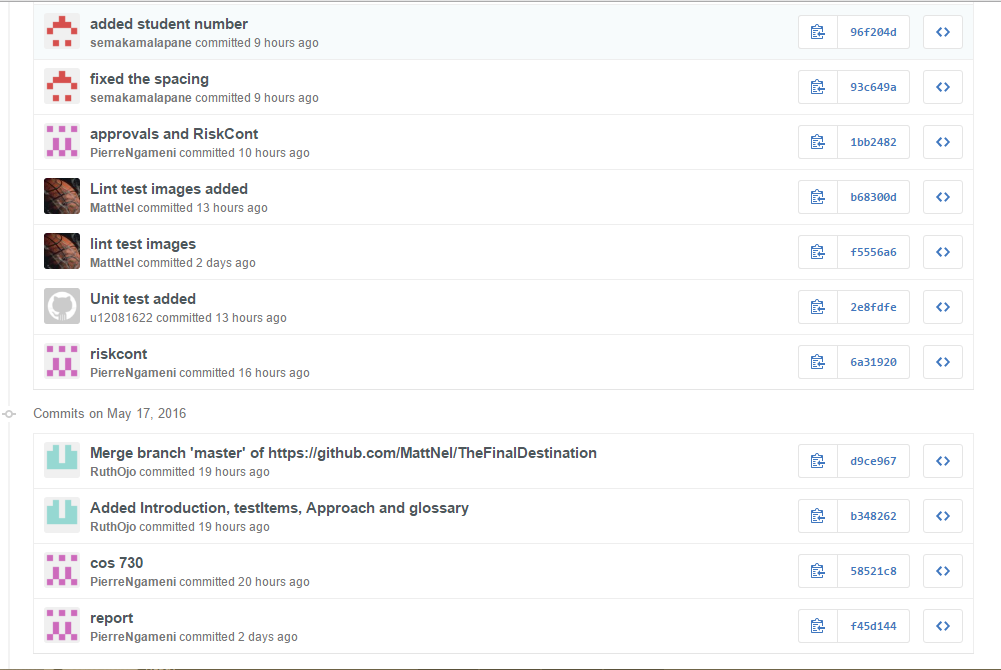 added student number
semakamalapane committed 9 hours ago
96f204d
fixed the spacing
semakamalapane committed 9 hours ago
93c649a
approvals and RiskCont
PierreNgameni committed 10 hours ago
1bb2482
Lint test images added
MattNel committed 13 hours ago
b68300d
lint test images
MattNel committed 2 days ago
f5556a6
Unit test added
u12081622 committed 13 hours ago
2e8fdfe
riskcont
PierreNgameni committed 16 hours ago
6a31920
Commits on May 17, 2016
Merge branch 'master' of https://github.com/MattNel/TheFinalDestination
RuthOjo committed 19 hours ago
d9ce967
Added Introduction, testItems, Approach and glossary
RuthOjo committed 19 hours ago
b348262
cos 730
PierreNgameni committed 20 hours ago
58521c8
report
PierreNgameni committed 2 days ago
f45d144